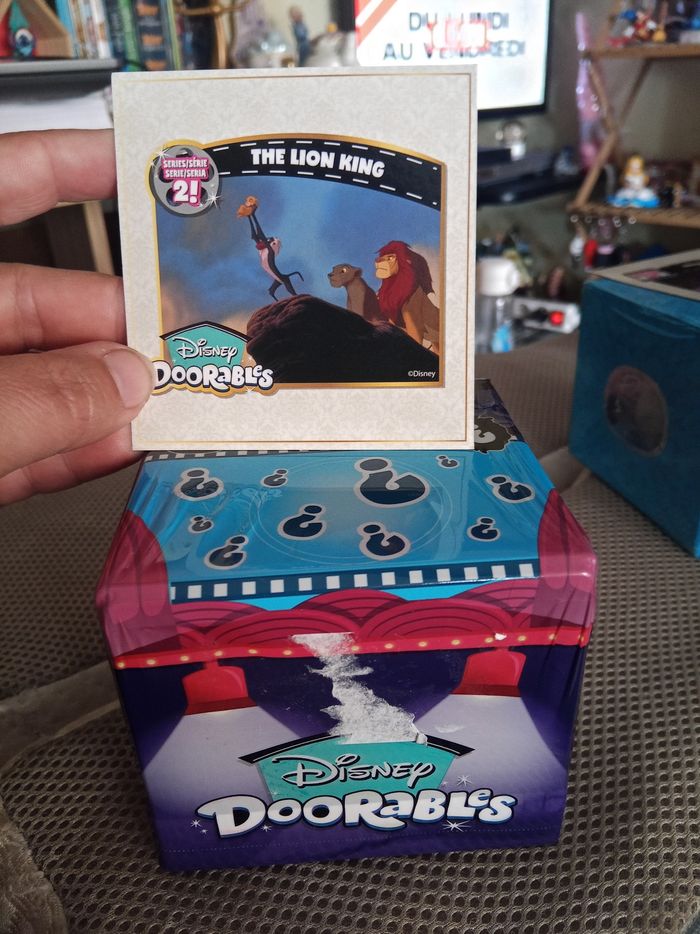 DU LUNDI
AU VENDREDI
SERIES/SÉRIE
SERIE/SERIA
2!
THE LION KING
Disney
DOORABLES
©Disney
Disney
DOORABLES